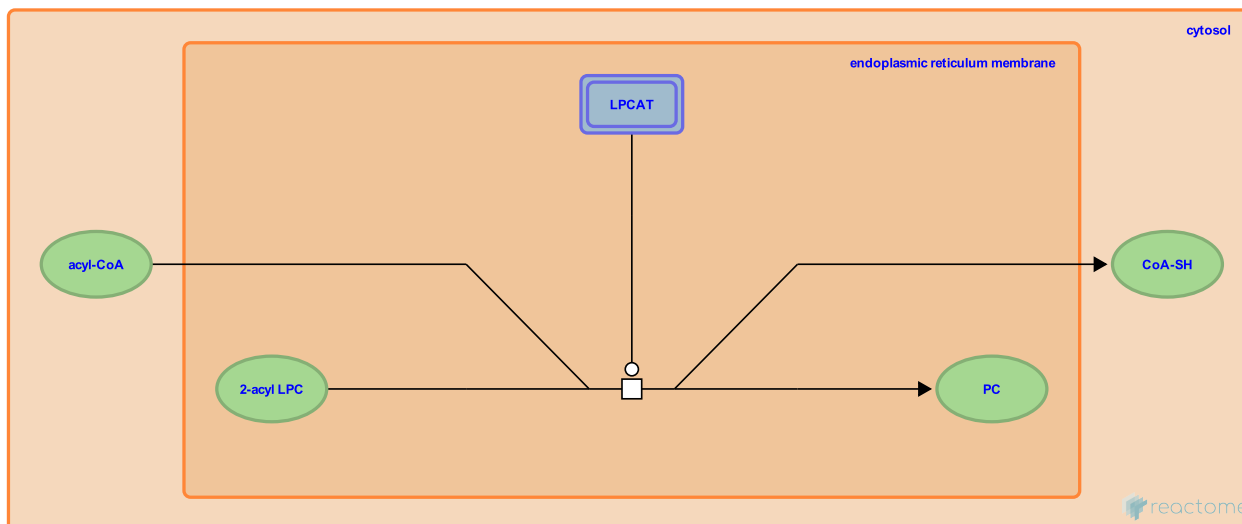 cytosol
endoplasmic reticulum membrane
LPCAT
acyl-CoA
CoA-SH
2-acyl LPC
PC
reactome